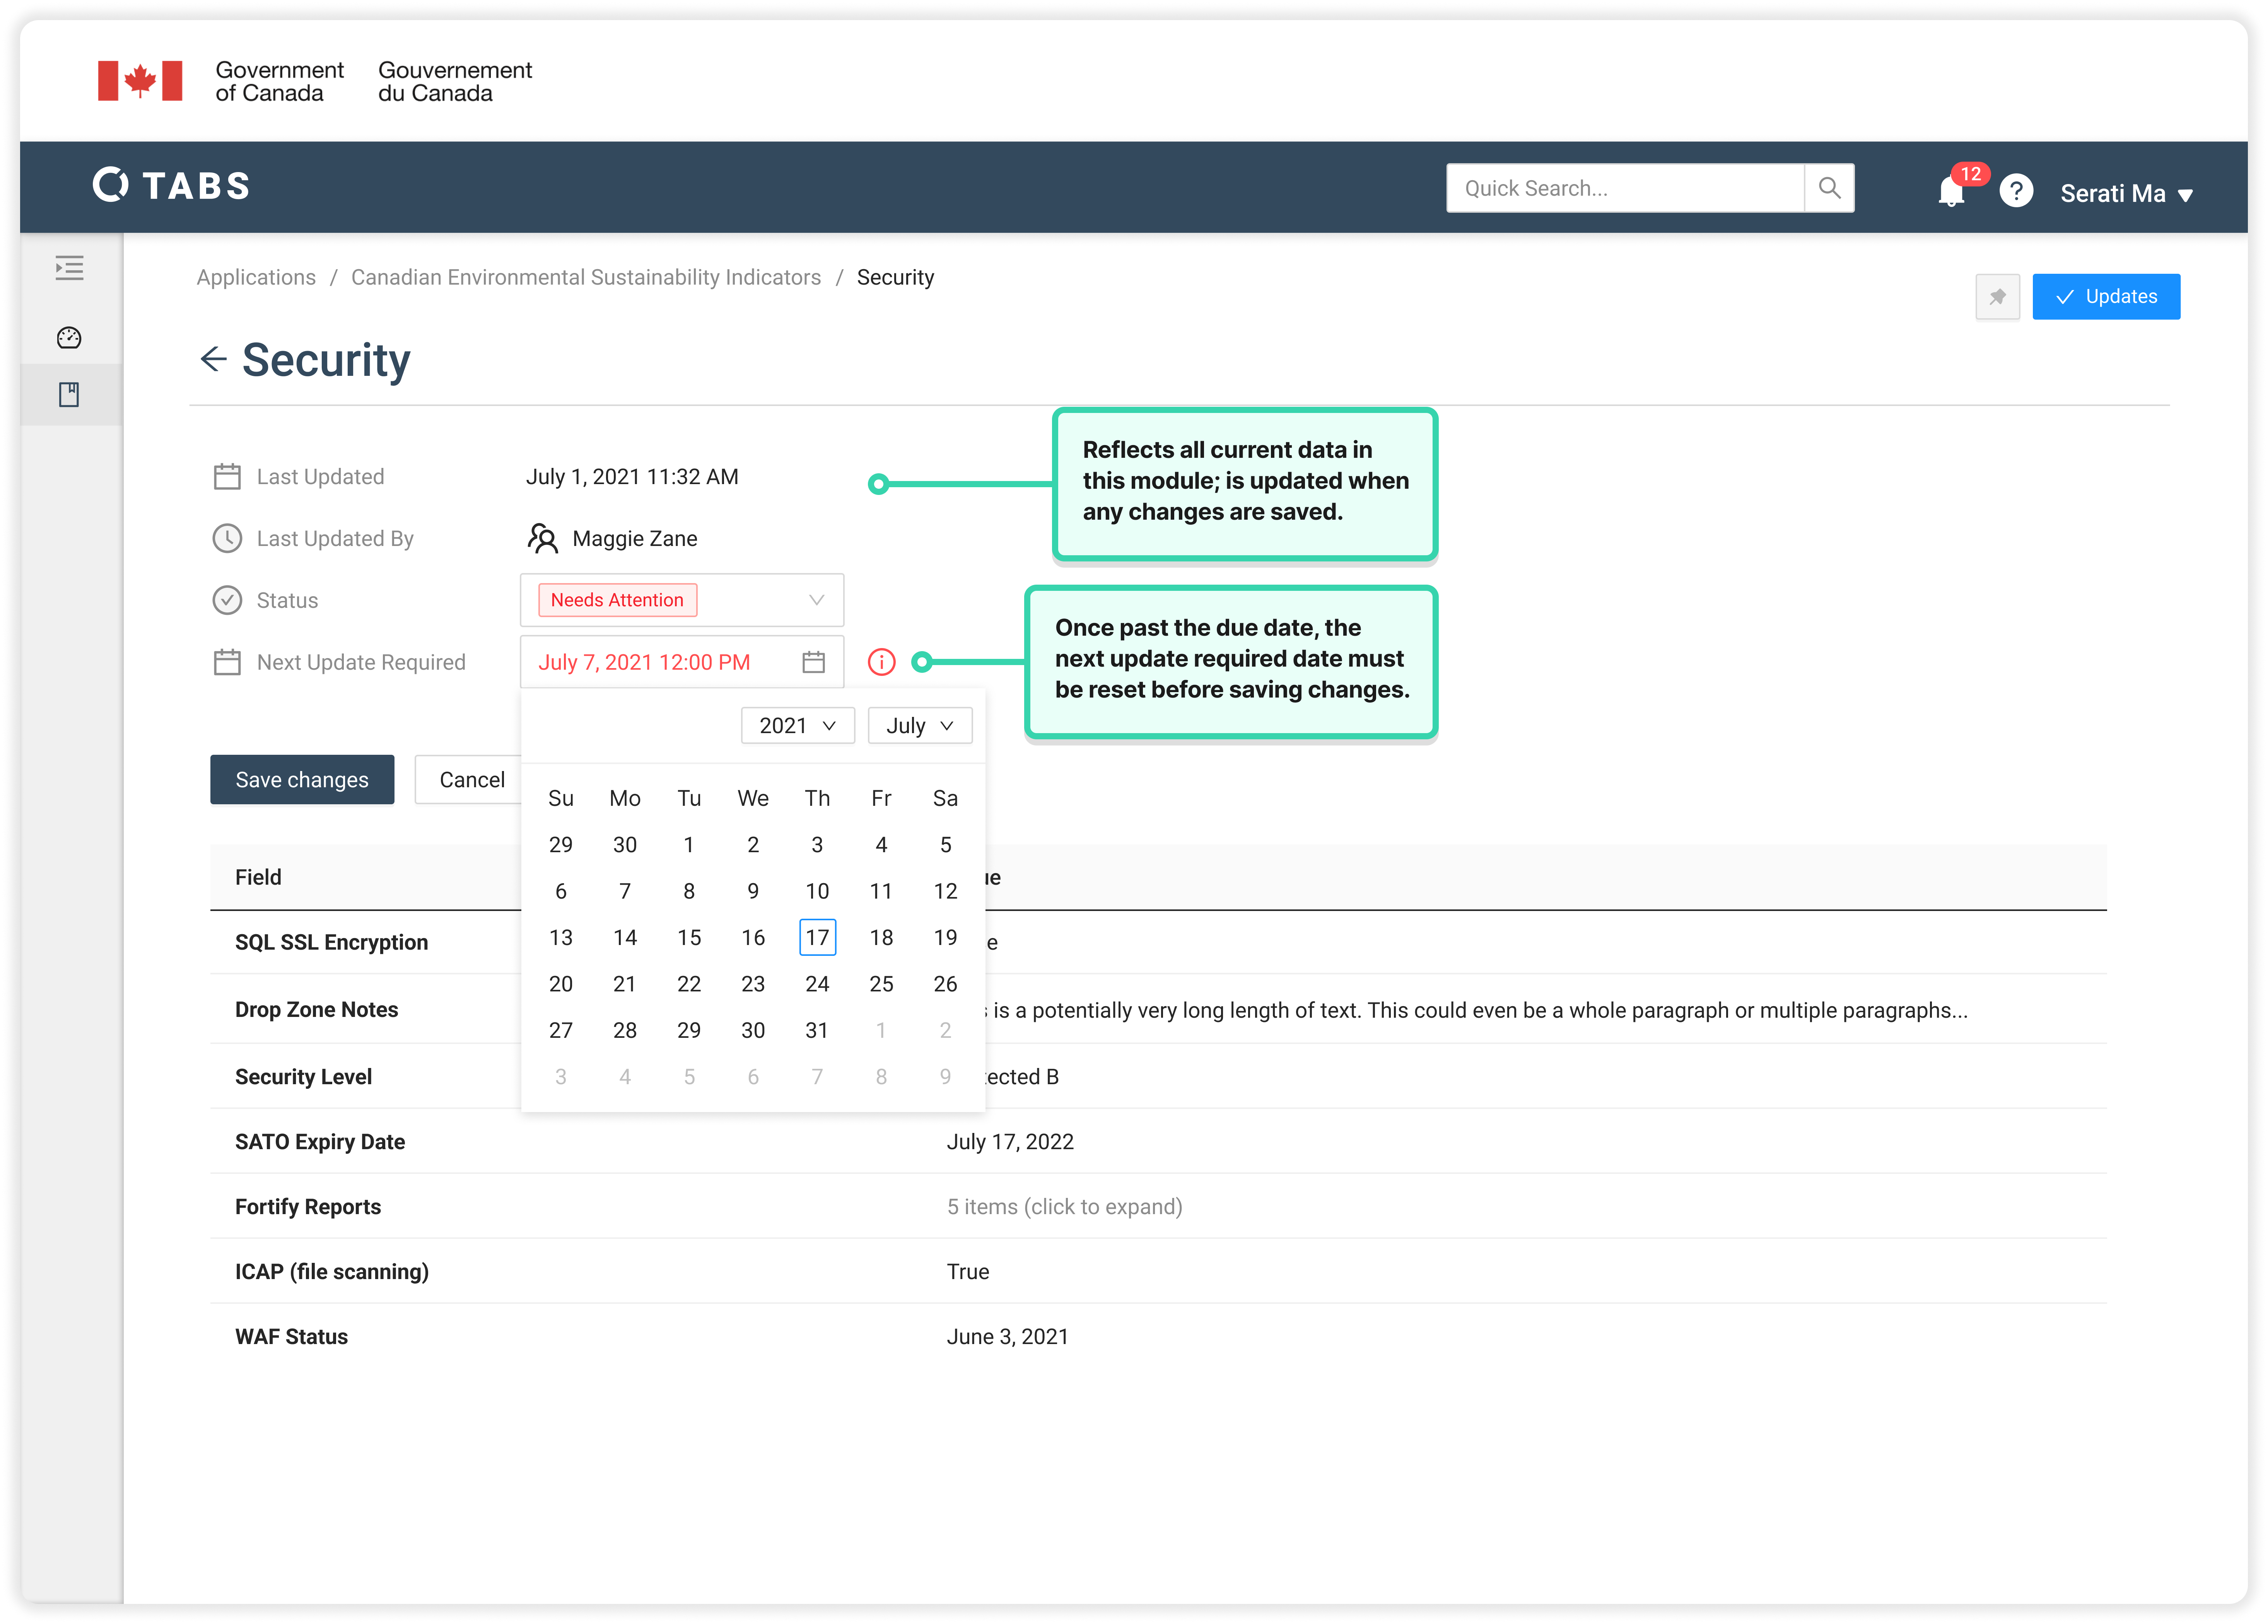 Government
of Canada
Gouvernement
du Canada
TABS
Quick Search...
12
?
Serati Ma
Applications / Canadian Environmental Sustainability Indicators / Security
Updates
Security
Last Updated July 1, 2021 11:32 AM
Reflects all current data in
this module; is updated when
any changes are saved.
Last Updated By Maggie Zane
Status Needs Attention
Next Update Required July 7, 2021 12:00 PM
Once past the due date, the
next update required date must
be reset before saving changes.
2021 July
Save changes Cancel
Su Mo Tu We Th Fr Sa
29 30 1 2 3 4 5
6 7 8 9 10 11 12
13 14 15 16 17 18 19
20 21 22 23 24 25 26
27 28 29 30 31 1 2
3 4 5 6 7 8 9
Field
SQL SSL Encryption
Drop Zone Notes is a potentially very long length of text. This could even be a whole paragraph or multiple paragraphs...
Security Level B
SATO Expiry Date July 17, 2022
Fortify Reports 5 items (click to expand)
ICAP (file scanning) True
WAF Status June 3, 2021